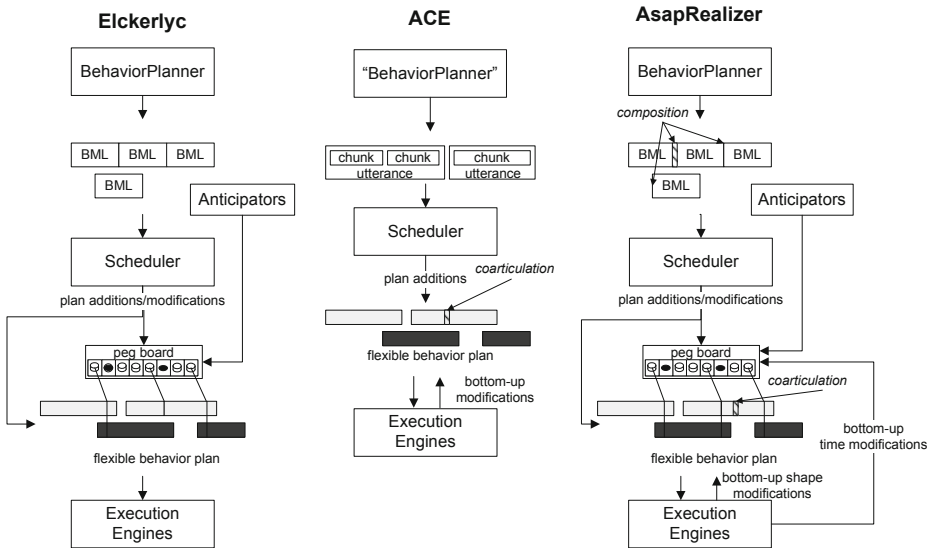 Elckerlyc
BehaviorPlanner
BML BML BML
BML
Anticipators
Scheduler
plan additions/modifications
peg board
flexible behavior plan
Execution
Engines
ACE
“BehaviorPlanner”
chunk chunk
utterance
chunk
utterance
Scheduler
plan additions
coarticulation
flexible behavior plan
bottom-up
modifications
Execution
Engines
AsapRealizer
BehaviorPlanner
composition
BML BML BML
BML
Anticipators
Scheduler
plan additions/modifications
peg board
coarticulation
bottom-up
time modifications
flexible behavior plan
bottom-up shape
modifications
Execution
Engines